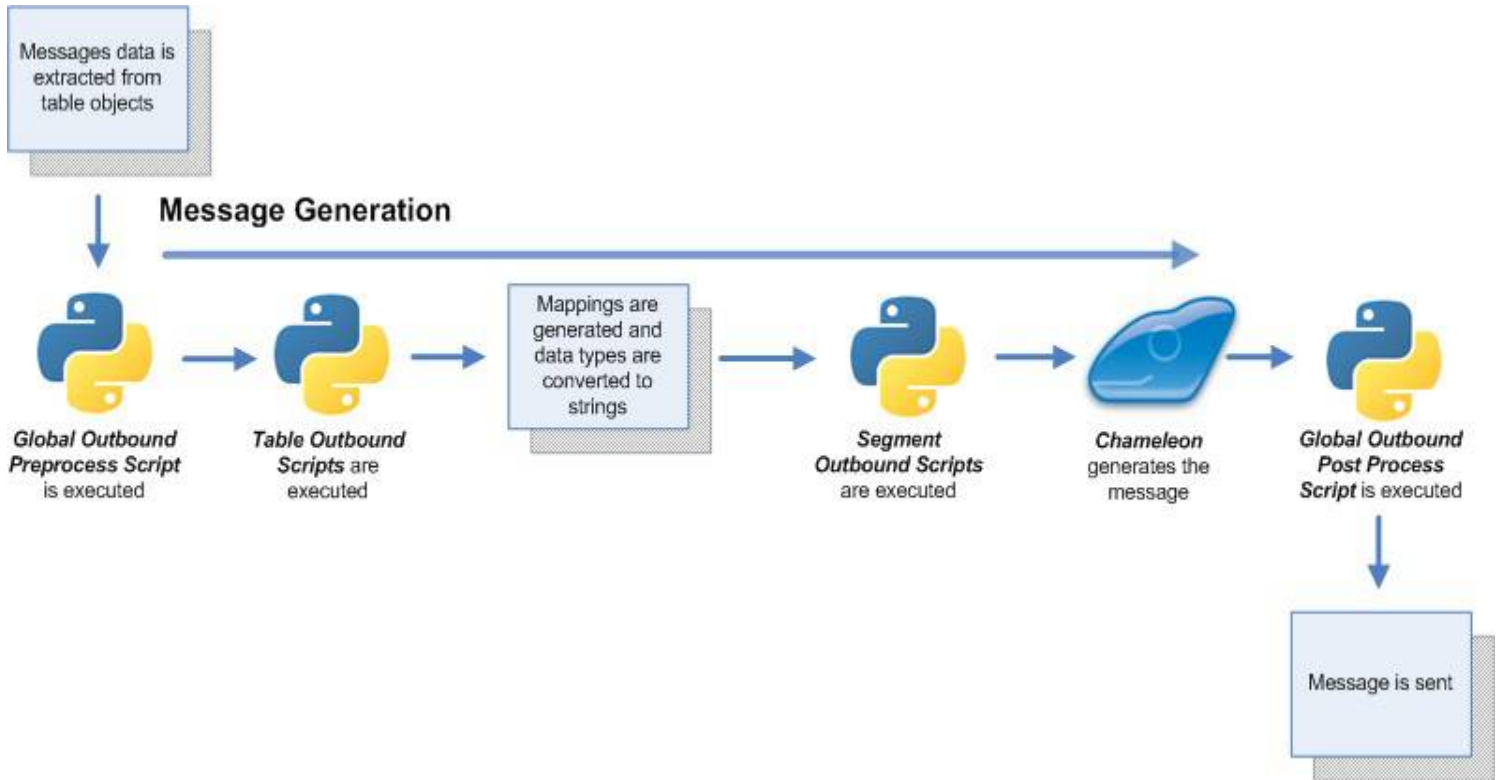 Messages data is
extracted from
table objects
Message Generation
Global Outbound
Preprocess Script
is executed
Table Outbound
Scripts are
executed
Mappings are
generated and
data types are
converted to
strings
Segment
Outbound Scripts
are executed
Chameleon
generates the
message
Global Outbound
Post Process
Script is executed
Message is sent